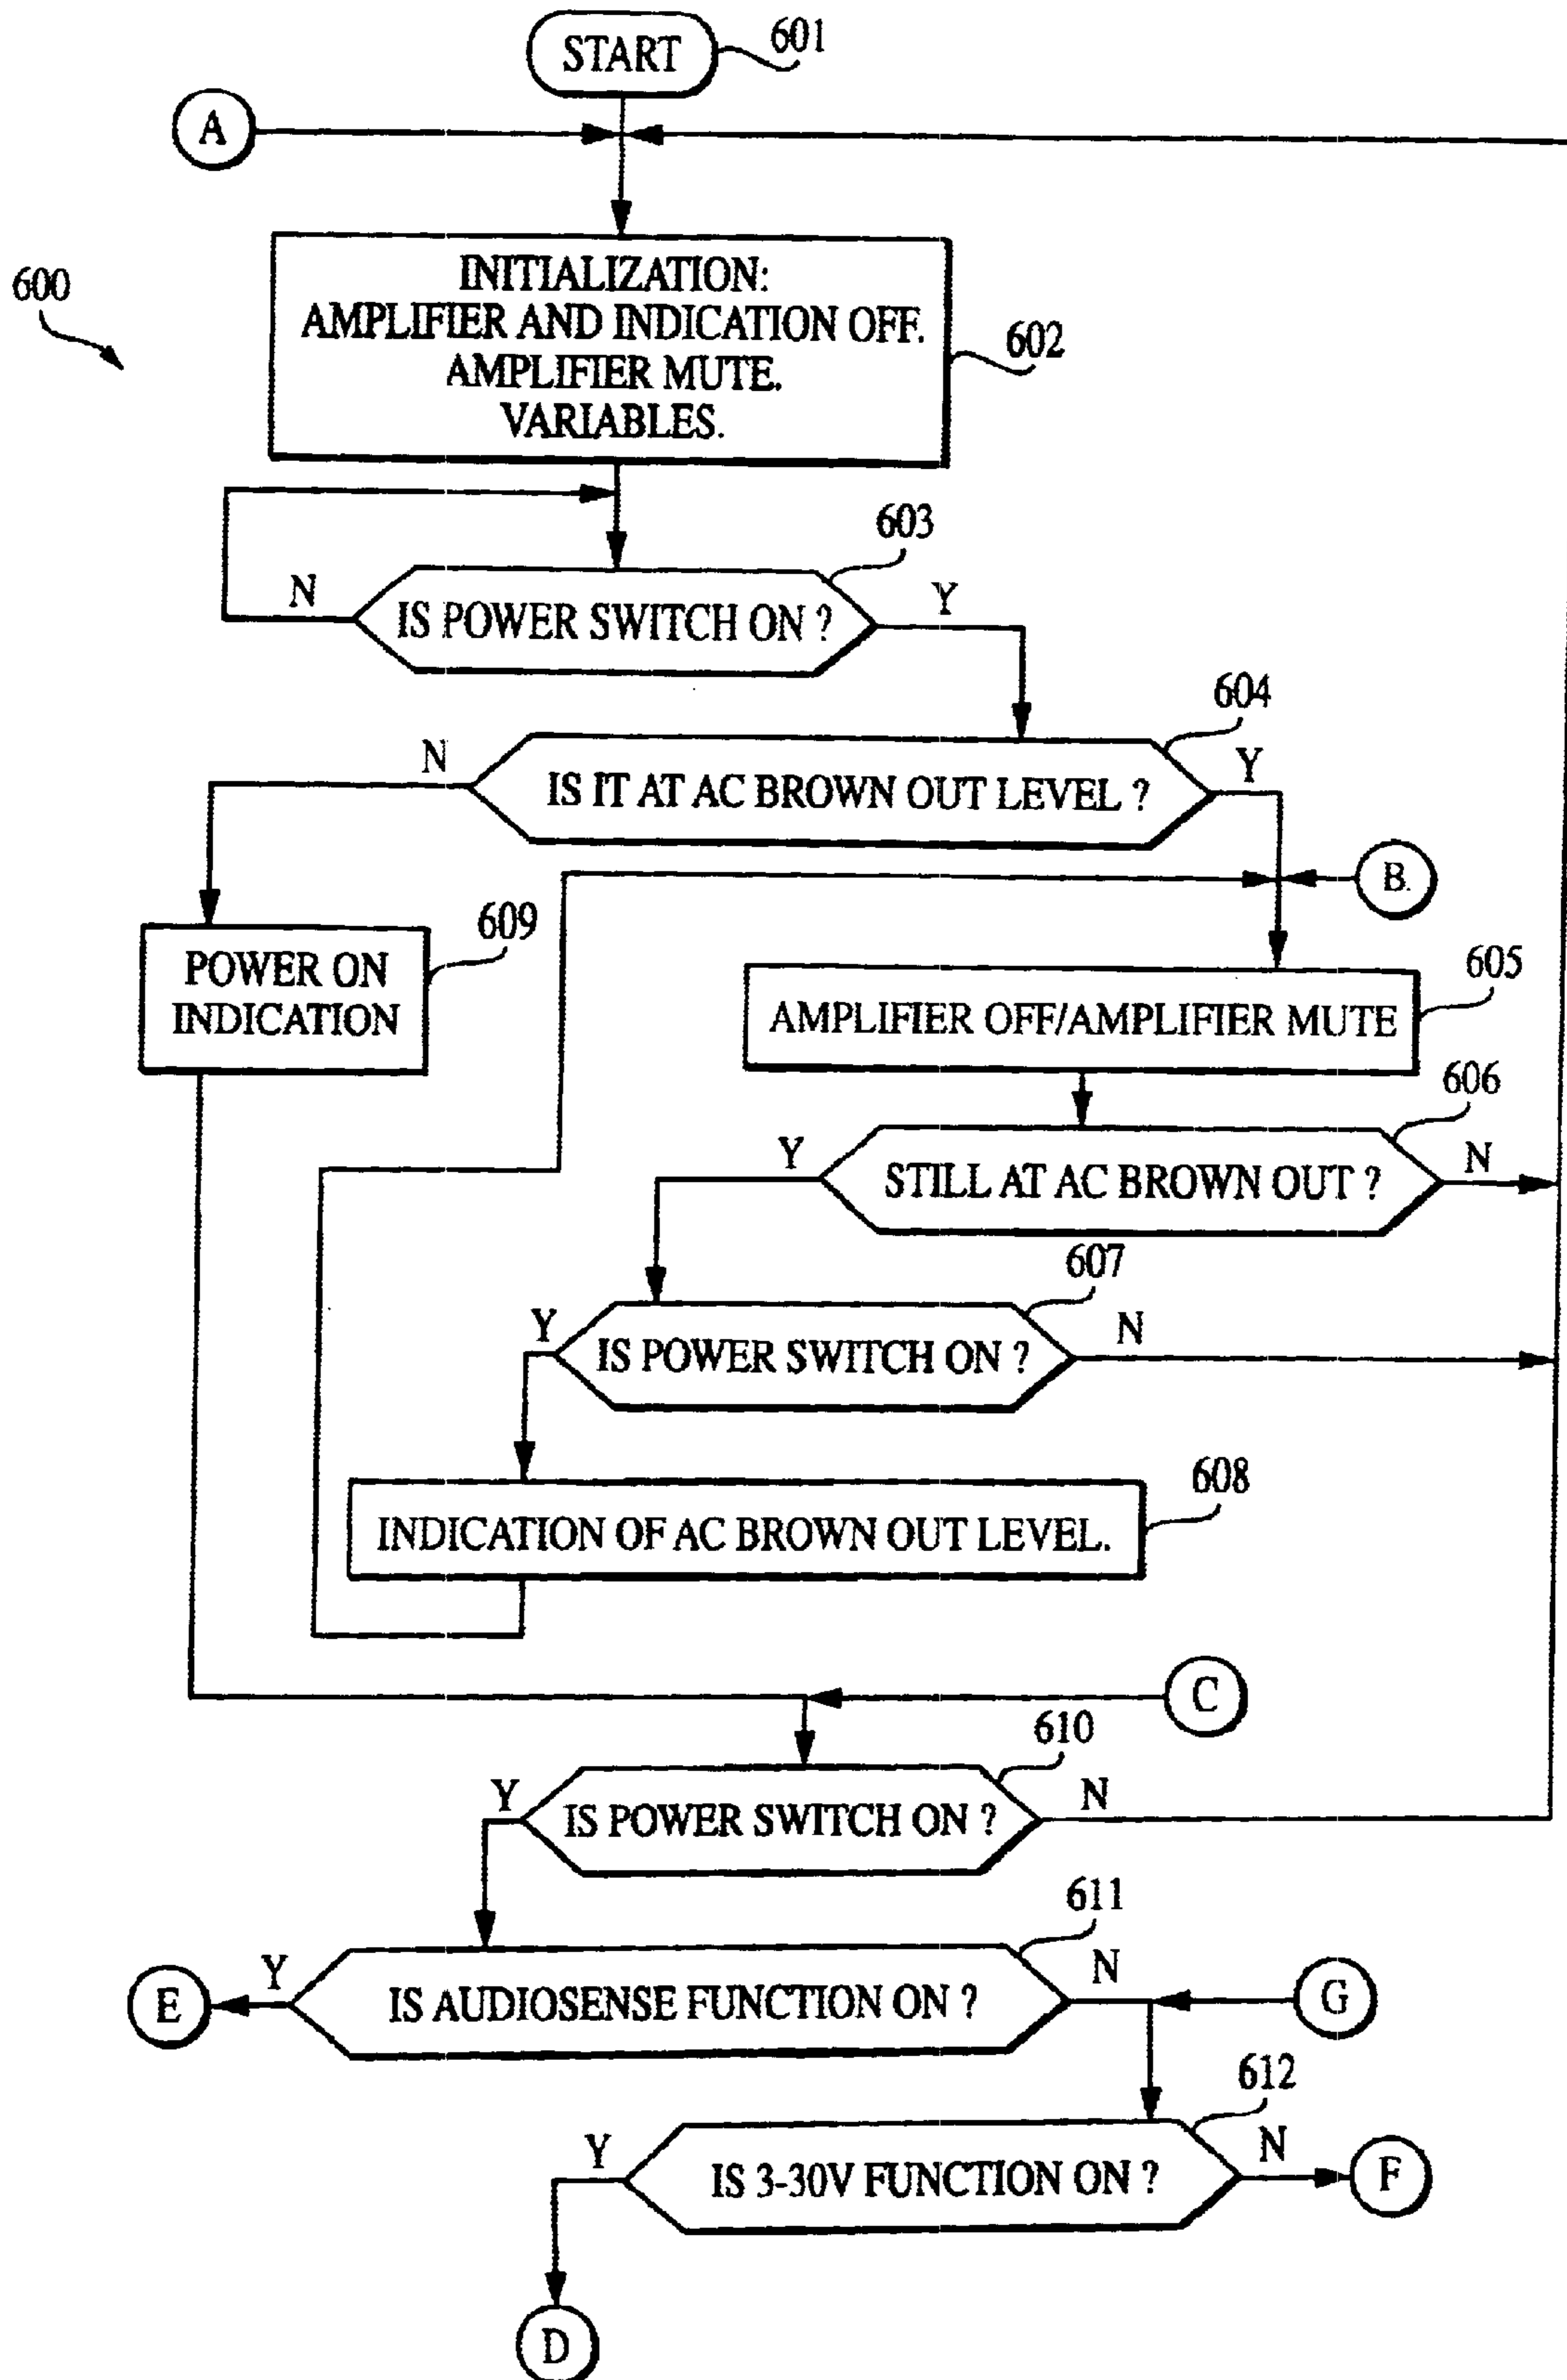 START
601
A
600
INITIALIZATION:
AMPLIFIER AND INDICATION OFF.
AMPLIFIER MUTE.
VARIABLES.
602
603
N
IS POWER SWITCH ON ?
Y
604
N
IS IT AT AC BROWN OUT LEVEL ?
Y
B.
609
POWER ON
INDICATION
605
AMPLIFIER OFF/AMPLIFIER MUTE
606
Y
STILL AT AC BROWN OUT ?
N
607
Y
IS POWER SWITCH ON ?
N
608
INDICATION OF AC BROWN OUT LEVEL.
C
610
Y
IS POWER SWITCH ON ?
N
611
E
Y
IS AUDIOSENSE FUNCTION ON ?
N
G
612
Y
IS 3-30V FUNCTION ON ?
N
F
D